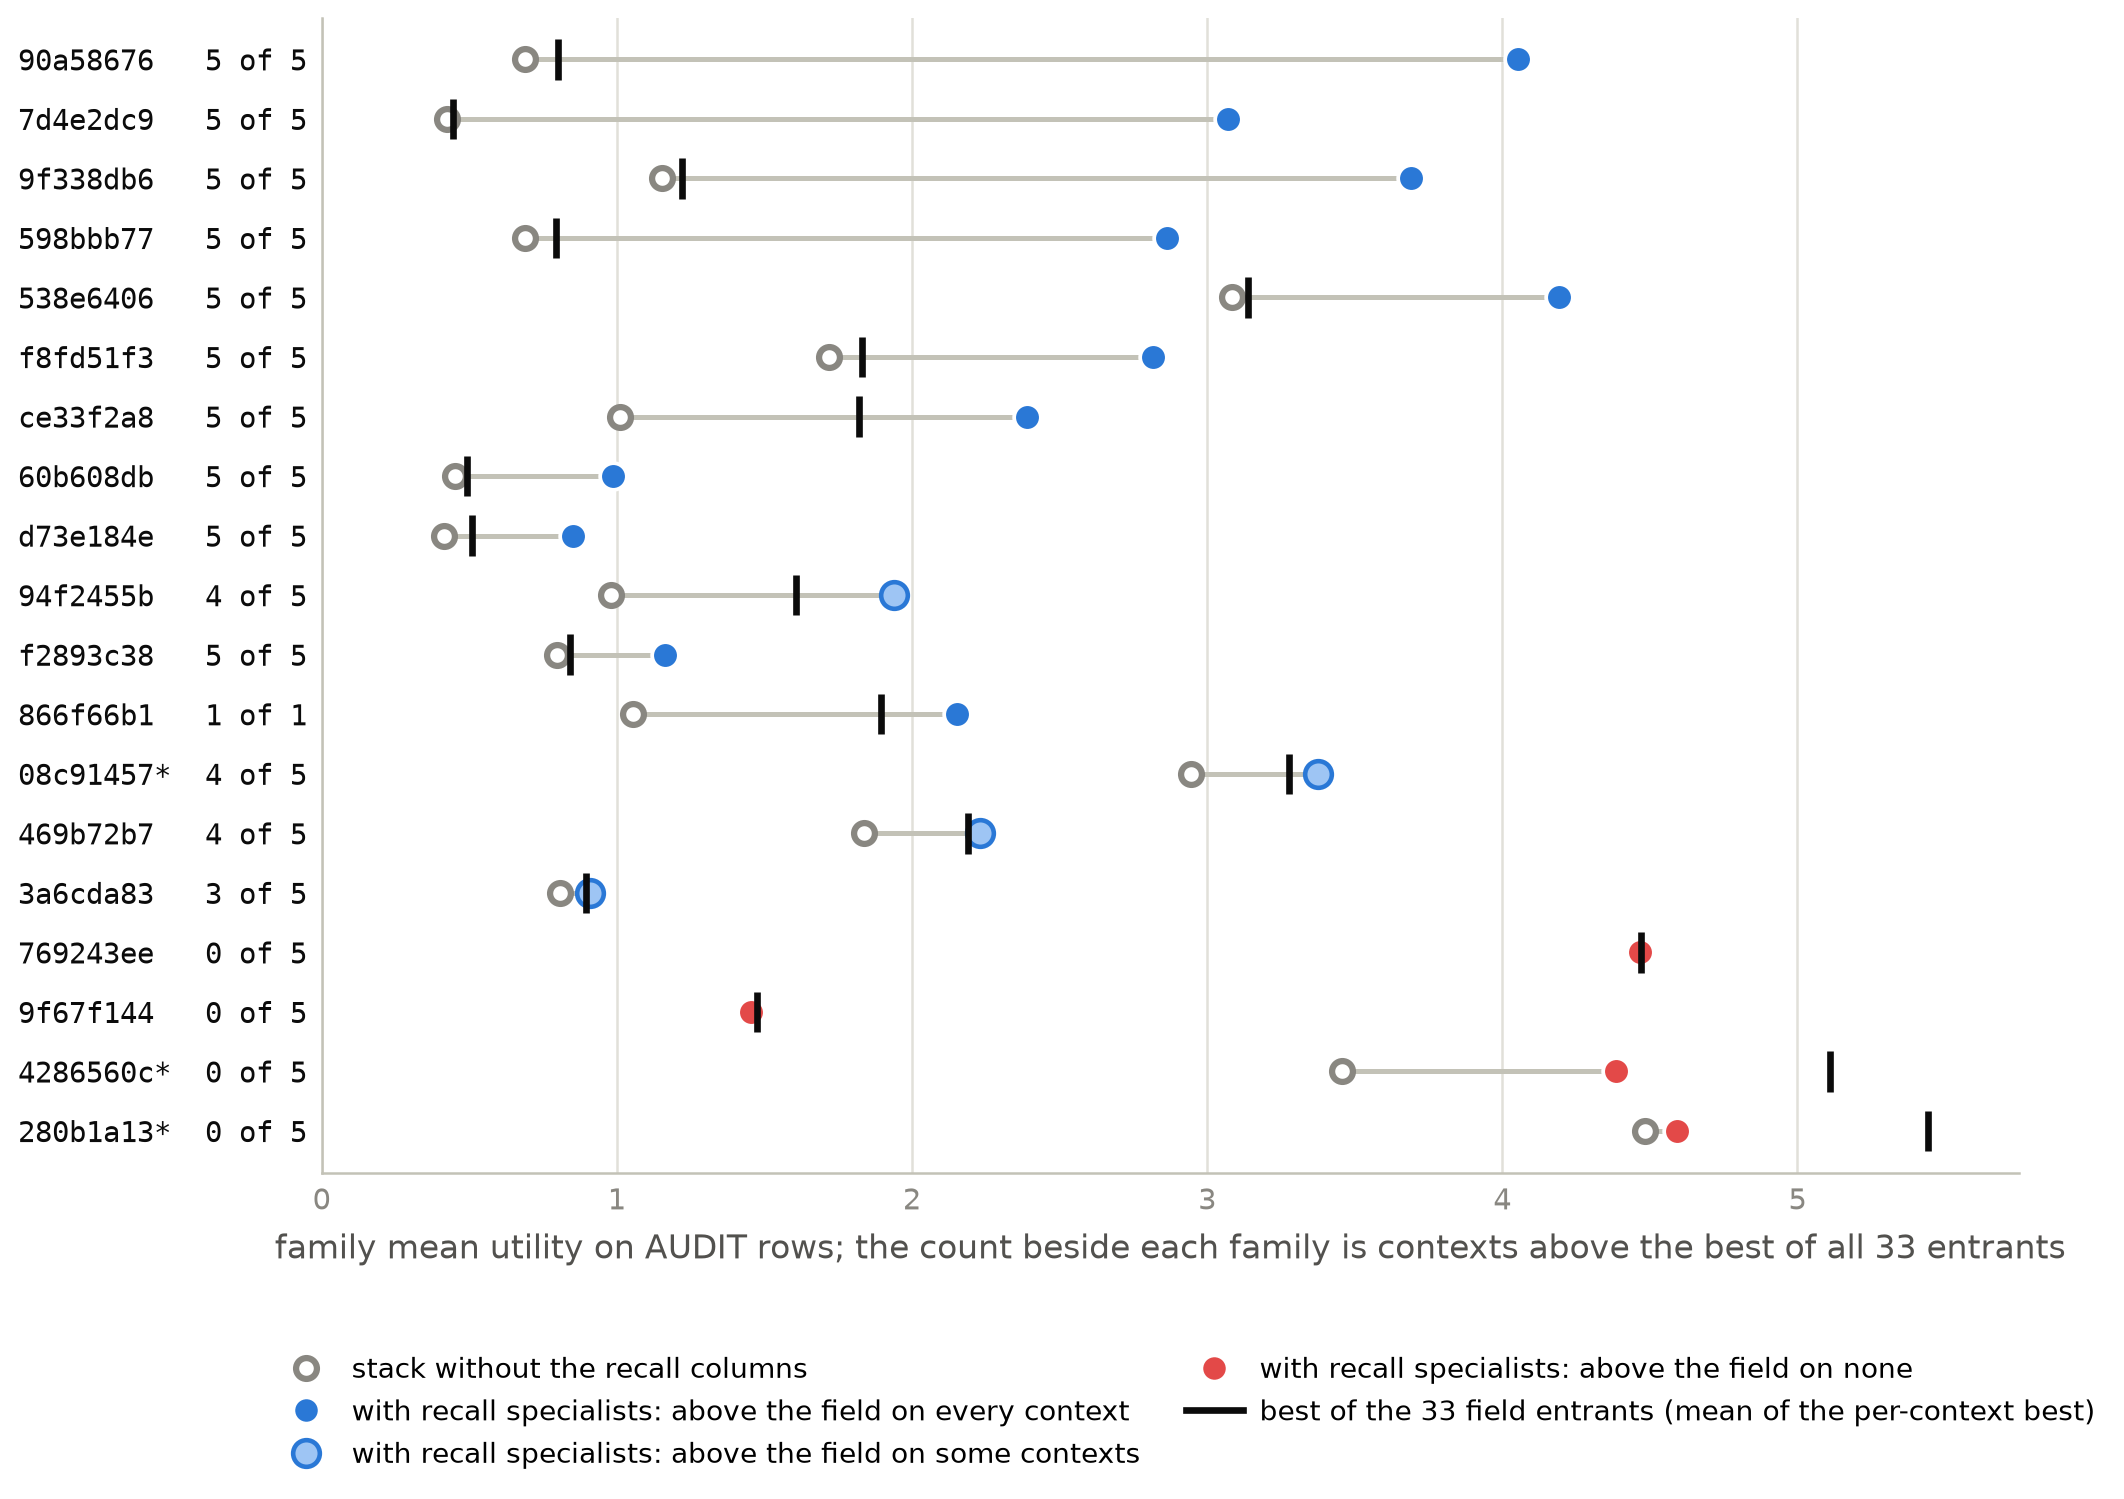 90a58676 5 of 5
7d4e2dc9 5 of 5
9f338db6 5 of 5
598bbb77 5 of 5
538e6406 5 of 5
f8fd51f3 5 of 5
ce33f2a8 5 of 5
60b608db 5 of 5
d73e184e 5 of 5
94f2455b 4 of 5
f2893c38 5 of 5
866f66b1 1 of 1
08c91457* 4 of 5
469b72b7 4 of 5
3a6cda83 3 of 5
769243ee 0 of 5
9f67f144 0 of 5
4286560c* 0 of 5
280b1a13* 0 of 5
0 1 2 3 4 5
family mean utility on AUDIT rows; the count beside each family is contexts above the best of all 33 entrants
stack without the recall columns
with recall specialists: above the field on every context
with recall specialists: above the field on some contexts
with recall specialists: above the field on none
best of the 33 field entrants (mean of the per-context best)